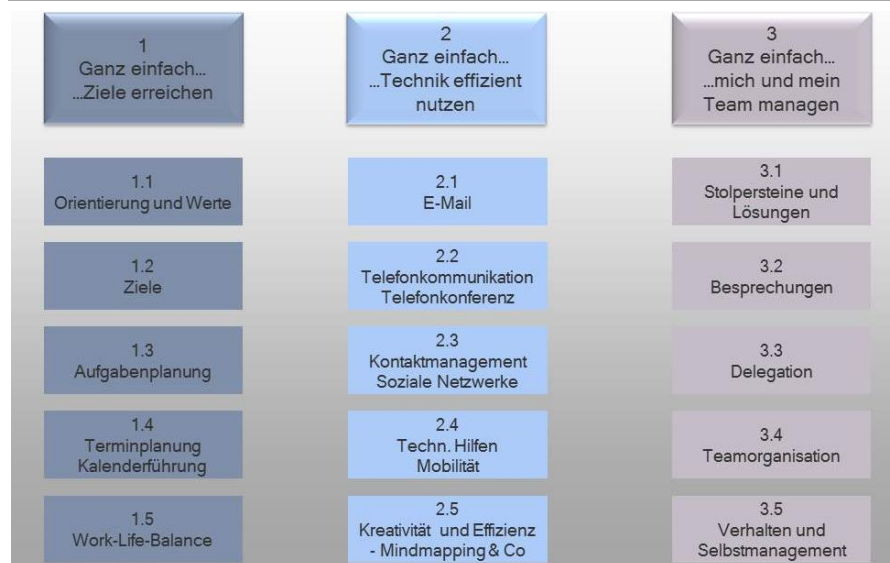 1
Ganz einfach...
...Ziele erreichen
1.1
Orientierung und Werte
1.2
Ziele
1.3
Aufgabenplanung
1.4
Terminplanung
Kalenderführung
1.5
Work-Life-Balance
2
Ganz einfach...
...Technik effizient
nutzen
2.1
E-Mail
2.2
Telefonkommunikation
Telefonkonferenz
2.3
Kontaktmanagement
Soziale Netzwerke
2.4
Techn. Hilfen
Mobilität
2.5
Kreativität und Effizienz
- Mindmapping & Co
3
Ganz einfach...
...mich und mein
Team managen
3.1
Stolpersteine und
Lösungen
3.2
Besprechungen
3.3
Delegation
3.4
Teamorganisation
3.5
Verhalten und
Selbstmanagement